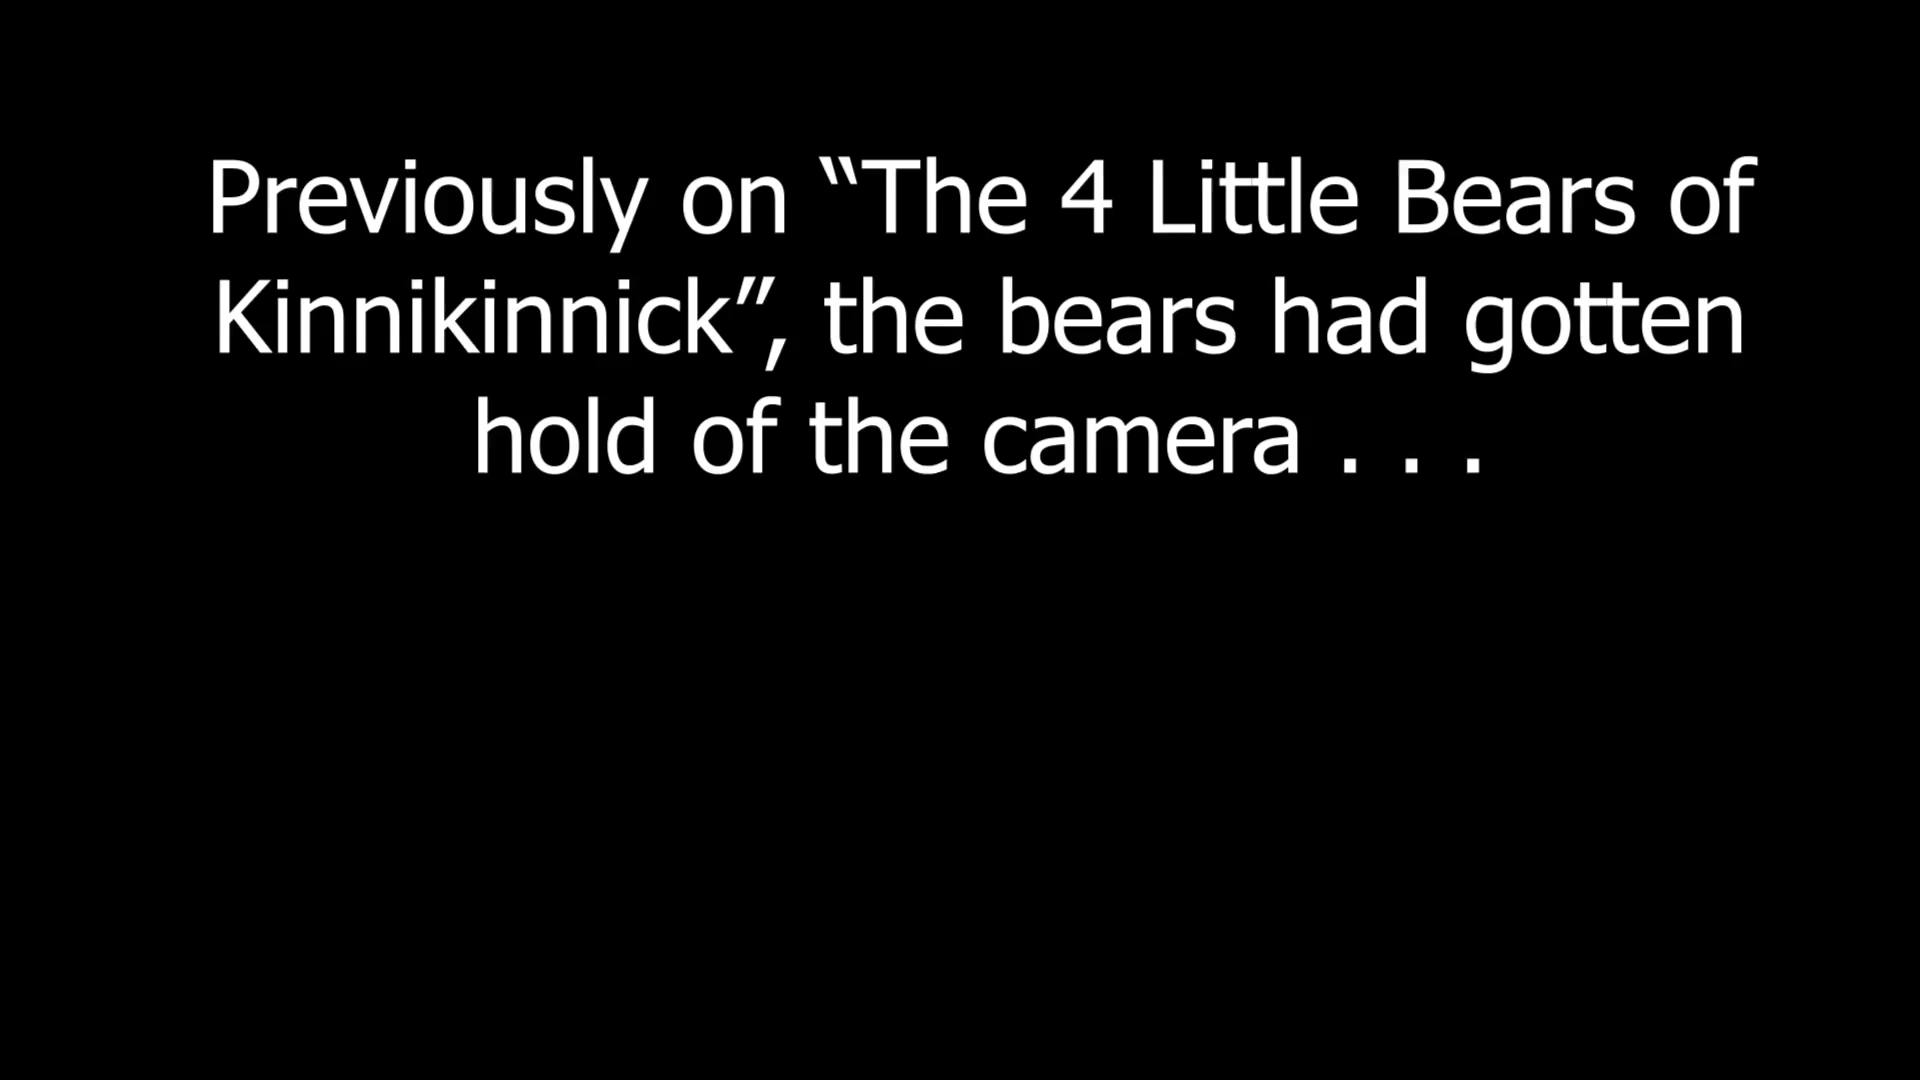 Previously on “The 4 Little Bears of
Kinnikinnick”, the bears had gotten
hold of the camera . . .